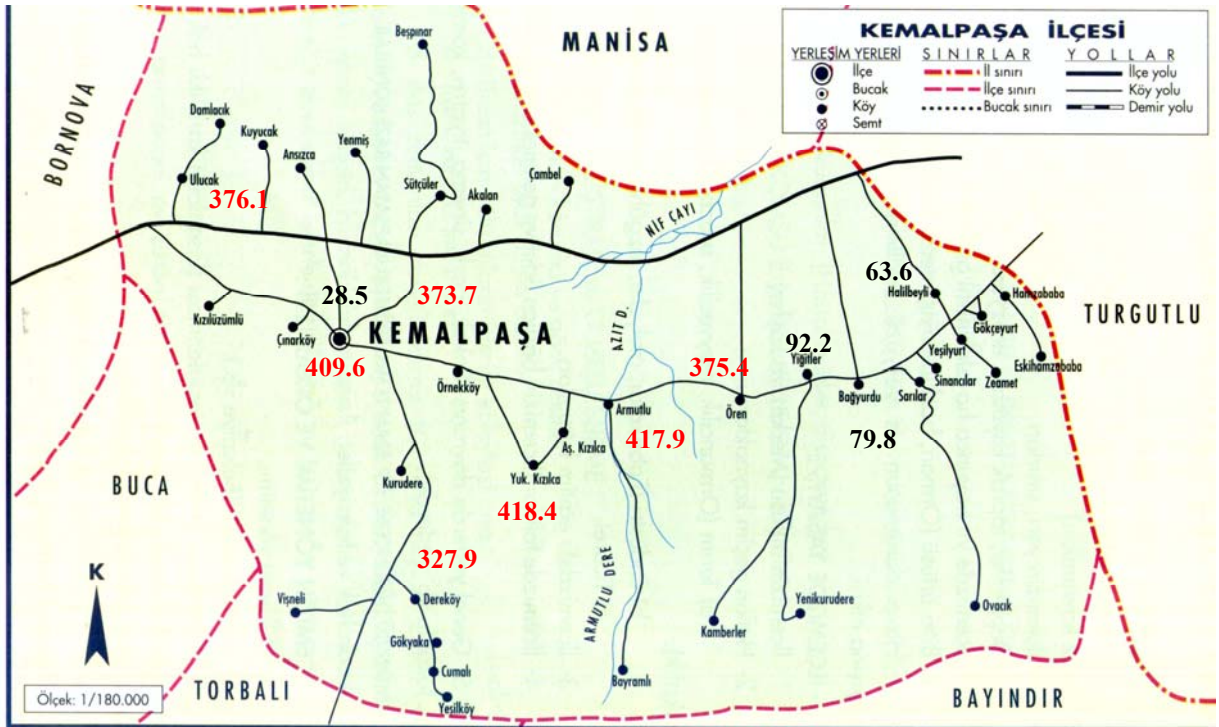 MANİSA
KEMALPAŞA İLÇESİ
YERLEŞİM YERLERİ
İlçe
Bucak
Köy
Semt
SINIRLAR
İl sınırı
İlçe sınırı
Bucak sınırı
YOLLAR
İlçe yolu
Köy yolu
Demir yolu
BORNOVA
Beşpınar
Damlacık
Kuyucak
Ansızca
Yenmiş
Ulucak
376.1
Sütçüler
Akalan
Çambel
NİF ÇAYI
28.5
373.7
63.6
Kızılüzümlü
Çınarköy
KEMALPAŞA
409.6
AZIT D.
Halilbeyli
Hamzababa
Gökçeyurt
TURGUTLU
Örnekköy
375.4
92.2
Yiğitler
Yeşilyurt
Eskihamzababa
Sinancılar
Zeamet
Armutlu
Ören
Bağyurdu
Sarılar
417.9
79.8
Aş. Kızılca
Yuk. Kızılca
418.4
Kurudere
BUCA
327.9
K
Vişneli
Dereköy
Gökyaka
Cumalı
Yeşilköy
ARMUTLU DERE
Bayramlı
Kamberler
Yenikurudere
Ovacık
TORBALI
BAYINDIR
Ölçek: 1/180.000